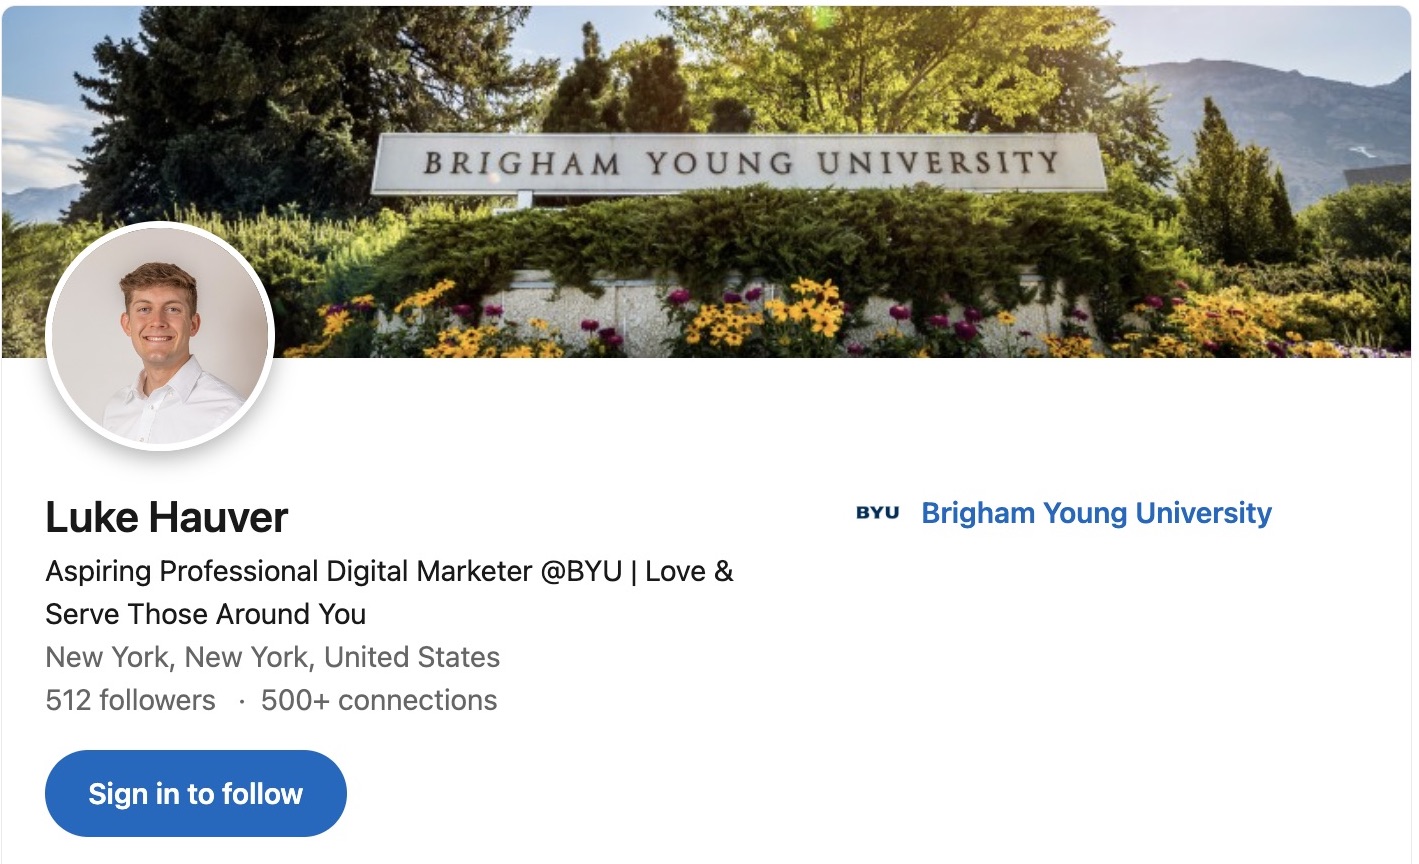 BRIGHAM YOUNG UNIVERSITY
Luke Hauver
BYU Brigham Young University
Aspiring Professional Digital Marketer @BYU | Love &
Serve Those Around You
New York, New York, United States
512 followers · 500+ connections
Sign in to follow